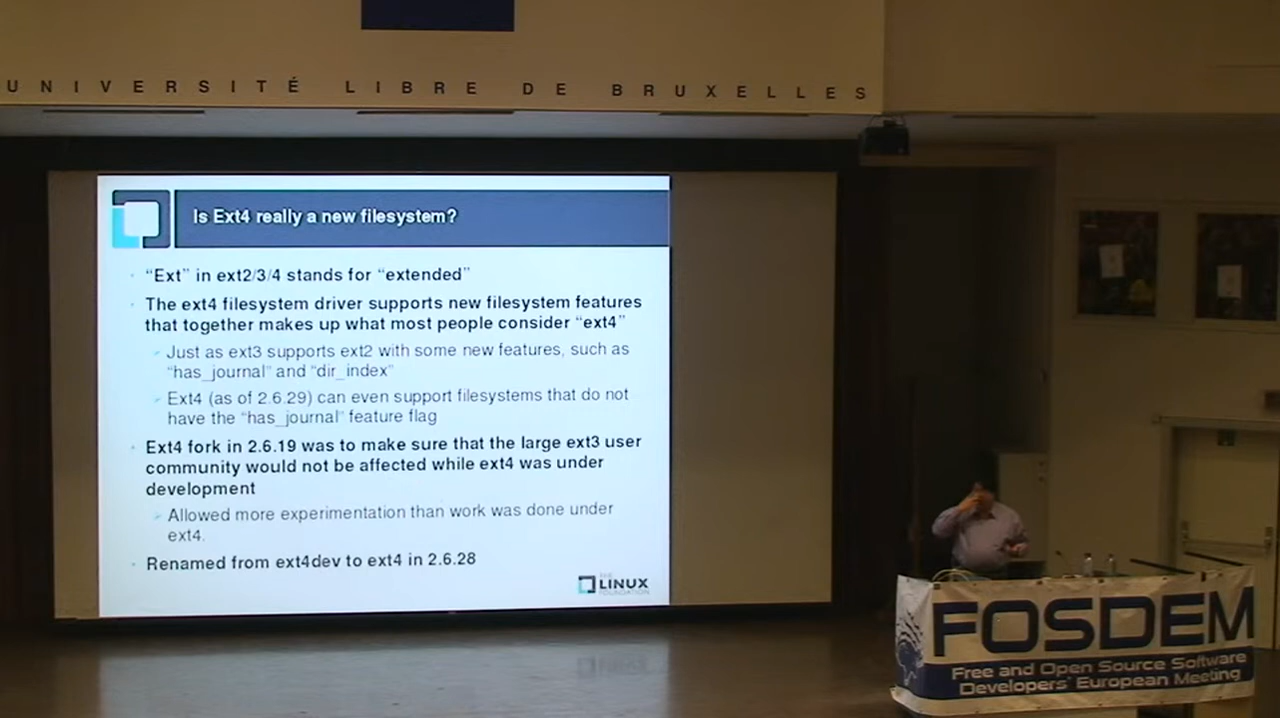 UNIVERSITÉ LIBRE DE BRUXELLES
Is Ext4 really a new filesystem?
“Ext” in ext2/3/4 stands for “extended”
The ext4 filesystem driver supports new filesystem features
that together makes up what most people consider “ext4”
Just as ext3 supports ext2 with some new features, such as
“has_journal” and “dir_index”
Ext4 (as of 2.6.29) can even support filesystems that do not
have the “has_journal” feature flag
Ext4 fork in 2.6.19 was to make sure that the large ext3 user
community would not be affected while ext4 was under
development
Allowed more experimentation than work was done under
ext4.
Renamed from ext4dev to ext4 in 2.6.28
THE
LINUX
FOUNDATION
FOSDEM
Free and Open Source Software
Developers' European Meeting